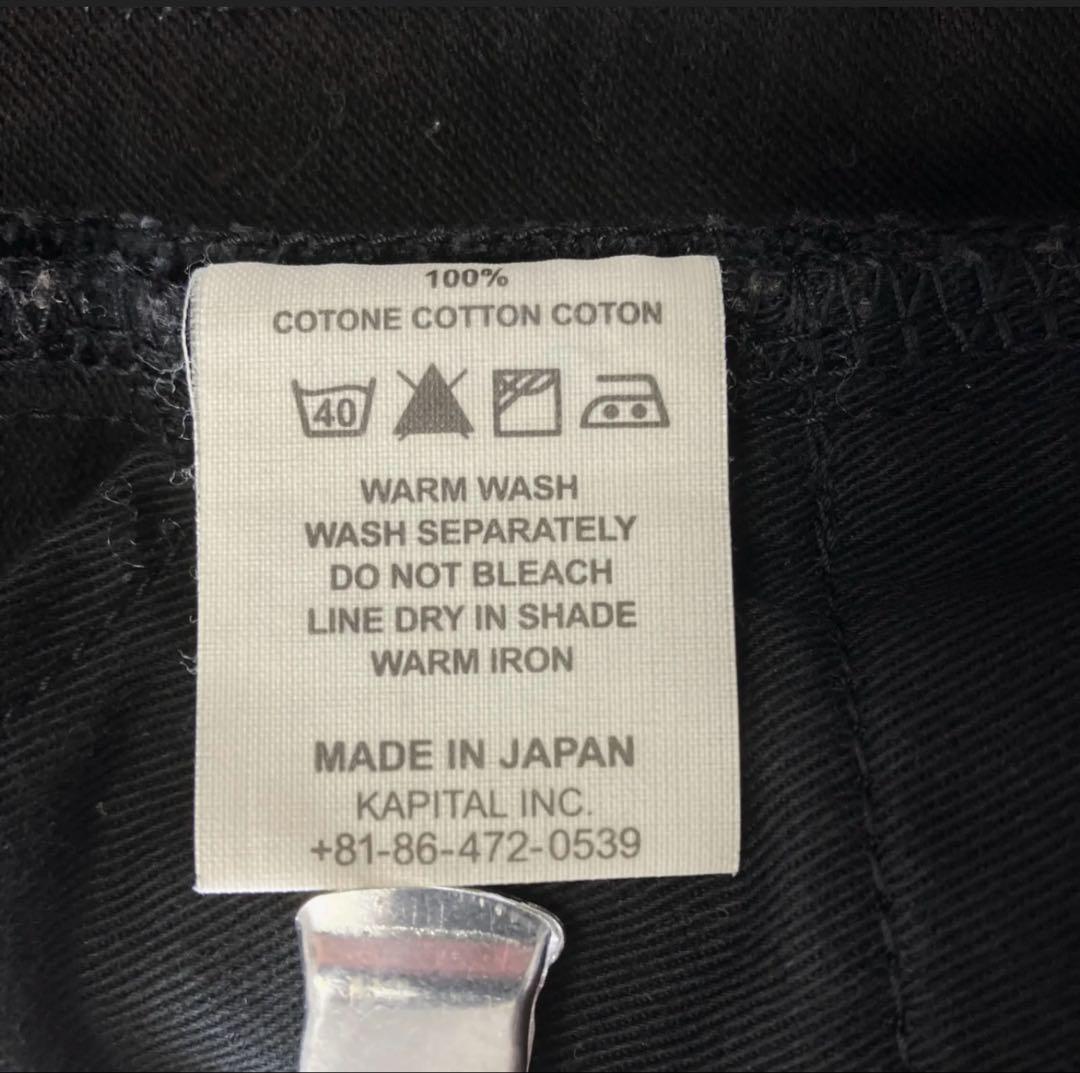 100%
COTONE COTTON COTON
40
WARM WASH
WASH SEPARATELY
DO NOT BLEACH
LINE DRY IN SHADE
WARM IRON
MADE IN JAPAN
KAPITAL INC.
+81-86-472-0539